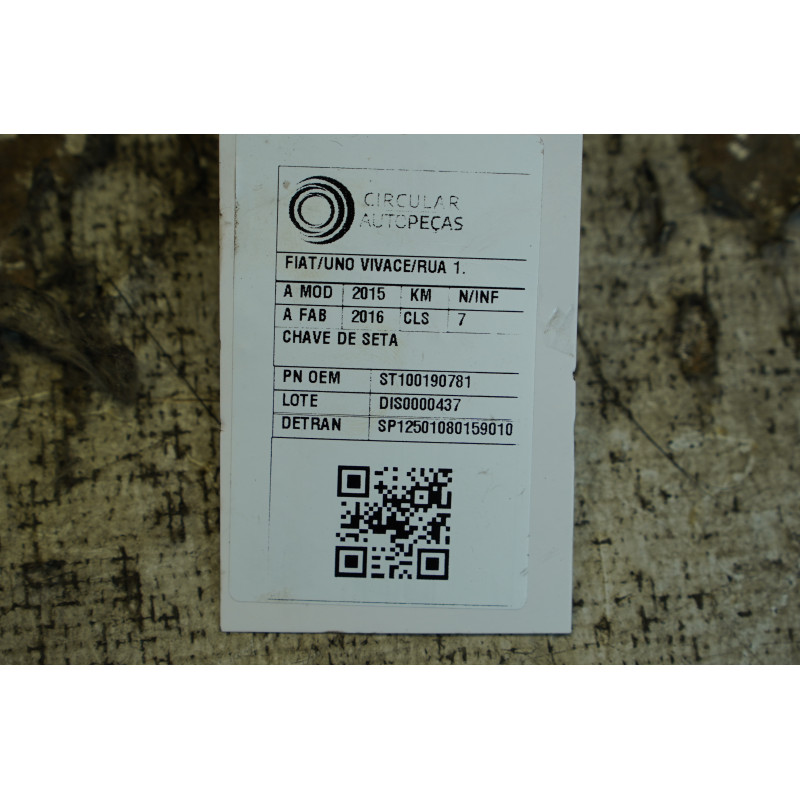 CIRCULAR
AUTOPEÇAS
FIAT/UNO VIVACE/RUA 1.
A MOD 2015 KM N/INF
A FAB 2016 CLS 7
CHAVE DE SETA
PN OEM ST100190781
LOTE DIS0000437
DETRAN SP12501080159010